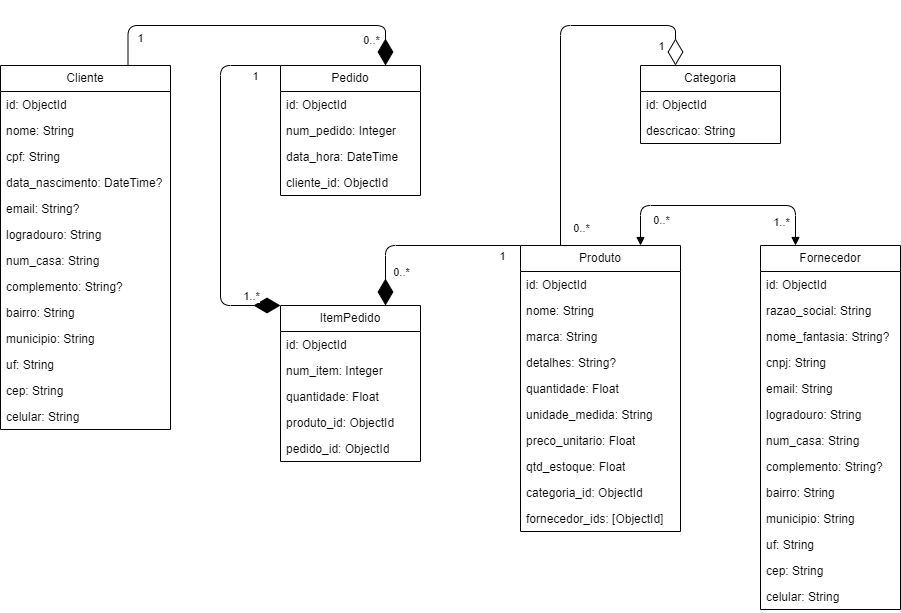 1
0..*
Cliente
id: ObjectId
nome: String
cpf: String
data_nascimento: DateTime?
email: String?
logradouro: String
num_casa: String
complemento: String?
bairro: String
municipio: String
uf: String
cep: String
celular: String
1
Pedido
id: ObjectId
num_pedido: Integer
data_hora: DateTime
cliente_id: ObjectId
1..*
0..*
1
ItemPedido
id: ObjectId
num_item: Integer
quantidade: Float
produto_id: ObjectId
pedido_id: ObjectId
1
Categoria
id: ObjectId
descricao: String
0..*
Produto
id: ObjectId
nome: String
marca: String
detalhes: String?
quantidade: Float
unidade_medida: String
preco_unitario: Float
qtd_estoque: Float
categoria_id: ObjectId
fornecedor_ids: [ObjectId]
0..*
1..*
Fornecedor
id: ObjectId
razao_social: String
nome_fantasia: String?
cnpj: String
email: String
logradouro: String
num_casa: String
complemento: String?
bairro: String
municipio: String
uf: String
cep: String
celular: String